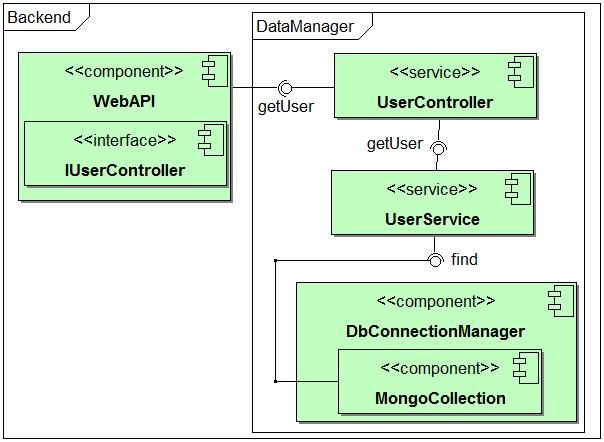 Backend
DataManager
<<component>>
WebAPI
<<interface>>
IUserController
getUser
<<service>>
UserController
getUser
<<service>>
UserService
find
<<component>>
DbConnectionManager
<<component>>
MongoCollection